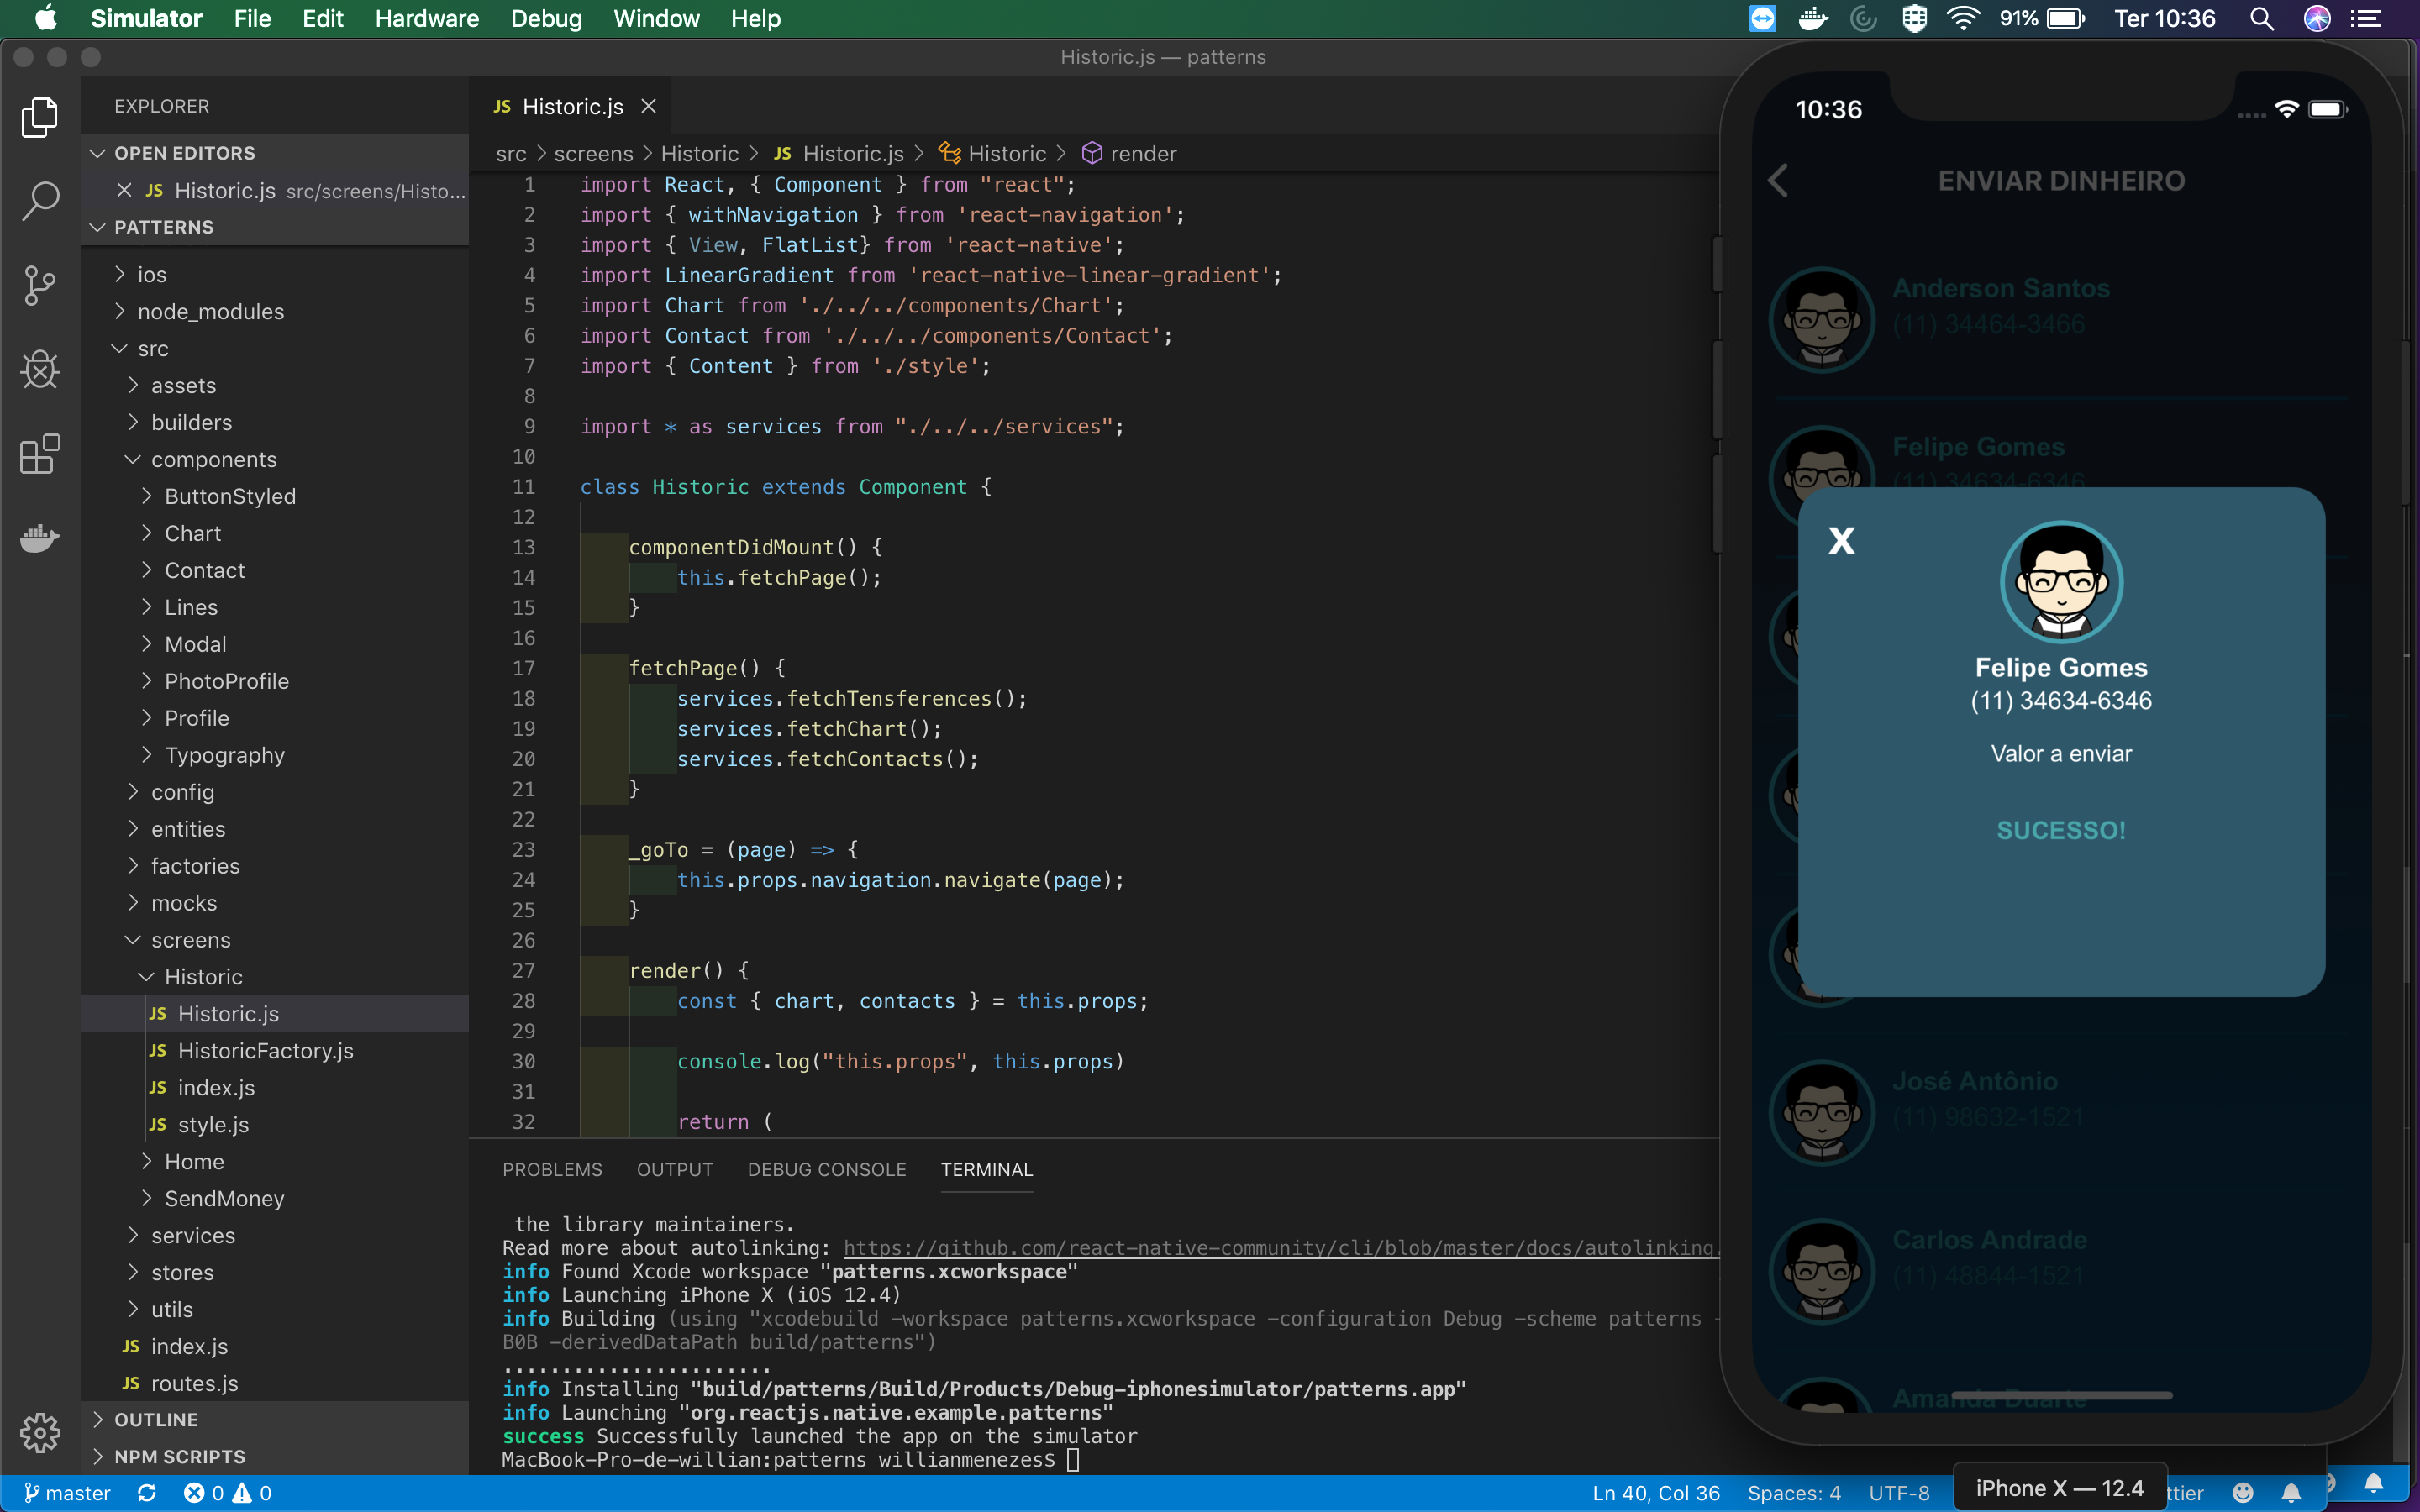 Simulator File Edit Hardware Debug Window Help 91% Ter 10:36
Historic.js — patterns
EXPLORER
OPEN EDITORS
JS Historic.js src/screens/Histo...
PATTERNS
ios
node_modules
src
assets
builders
components
ButtonStyled
Chart
Contact
Lines
Modal
PhotoProfile
Profile
Typography
config
entities
factories
mocks
screens
Historic
JS Historic.js
JS HistoricFactory.js
JS index.js
JS style.js
Home
SendMoney
services
stores
utils
JS index.js
JS routes.js
OUTLINE
NPM SCRIPTS
JS Historic.js
src > screens > Historic > JS Historic.js > Historic > render
1 import React, { Component } from "react";
2 import { withNavigation } from 'react-navigation';
3 import { View, FlatList} from 'react-native';
4 import LinearGradient from 'react-native-linear-gradient';
5 import Chart from './../../components/Chart';
6 import Contact from './../../components/Contact';
7 import { Content } from './style';
8
9 import * as services from "./../../services";
10
11 class Historic extends Component {
12
13 componentDidMount() {
14 this.fetchPage();
15 }
16
17 fetchPage() {
18 services.fetchTensferences();
19 services.fetchChart();
20 services.fetchContacts();
21 }
22
23 _goTo = (page) => {
24 this.props.navigation.navigate(page);
25 }
26
27 render() {
28 const { chart, contacts } = this.props;
29
30 console.log("this.props", this.props)
31
32 return (
PROBLEMS OUTPUT DEBUG CONSOLE TERMINAL
the library maintainers.
Read more about autolinking: https://github.com/react-native-community/cli/blob/master/docs/autolinking.
info Found Xcode workspace "patterns.xcworkspace"
info Launching iPhone X (iOS 12.4)
info Building (using "xcodebuild -workspace patterns.xcworkspace -configuration Debug -scheme patterns -
B0B -derivedDataPath build/patterns")
.......................
info Installing "build/patterns/Build/Products/Debug-iphonesimulator/patterns.app"
info Launching "org.reactjs.native.example.patterns"
success Successfully launched the app on the simulator
MacBook-Pro-de-willian:patterns willianmenezes$
10:36
ENVIAR DINHEIRO
Anderson Santos
(11) 34464-3466
Felipe Gomes
(11) 34634-6346
X
Felipe Gomes
(11) 34634-6346
Valor a enviar
SUCESSO!
José Antônio
(11) 98632-1521
Carlos Andrade
(11) 48844-1521
Amanda Duarte
master 0 0 Ln 40, Col 36 Spaces: 4 UTF-8 ttier
iPhone X — 12.4